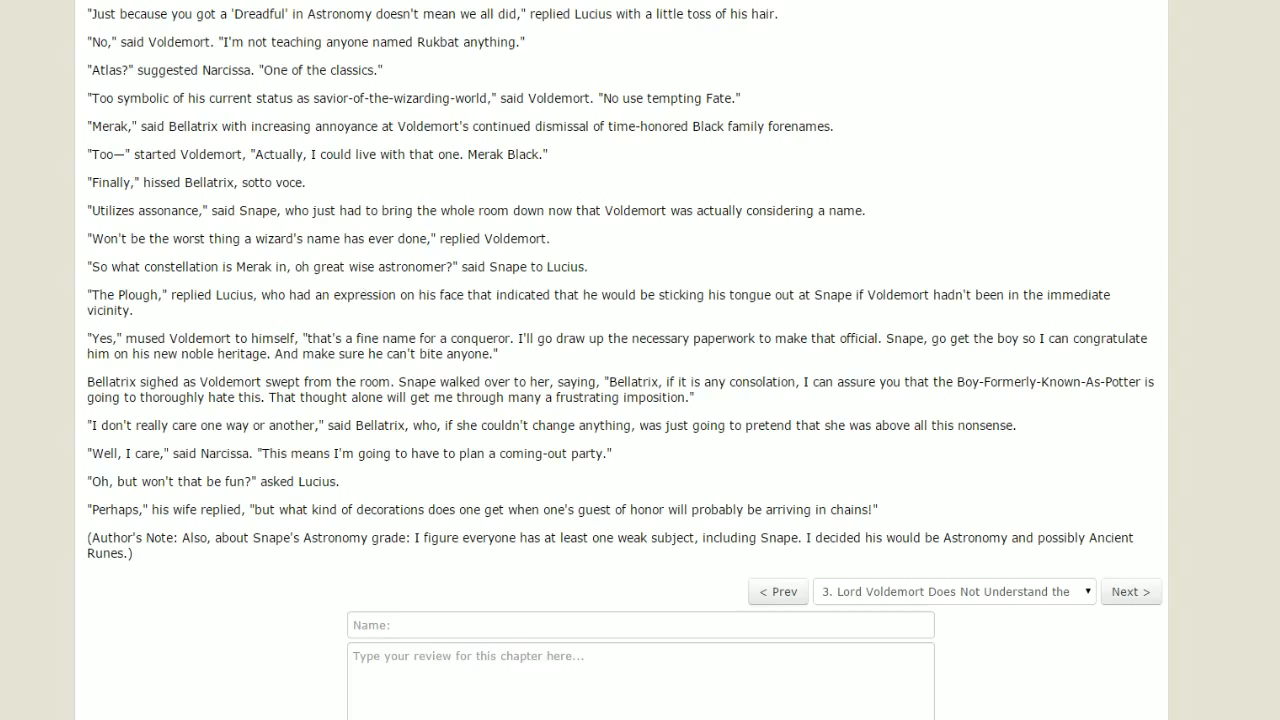 "Just because you got a 'Dreadful' in Astronomy doesn't mean we all did," replied Lucius with a little toss of his hair.
"No," said Voldemort. "I'm not teaching anyone named Rukbat anything."
"Atlas?" suggested Narcissa. "One of the classics."
"Too symbolic of his current status as savior-of-the-wizarding-world," said Voldemort. "No use tempting Fate."
"Merak," said Bellatrix with increasing annoyance at Voldemort's continued dismissal of time-honored Black family forenames.
"Too—" started Voldemort, "Actually, I could live with that one. Merak Black."
"Finally," hissed Bellatrix, sotto voce.
"Utilizes assonance," said Snape, who just had to bring the whole room down now that Voldemort was actually considering a name.
"Won't be the worst thing a wizard's name has ever done," replied Voldemort.
"So what constellation is Merak in, oh great wise astronomer?" said Snape to Lucius.
"The Plough," replied Lucius, who had an expression on his face that indicated that he would be sticking his tongue out at Snape if Voldemort hadn't been in the immediate
vicinity.
"Yes," mused Voldemort to himself, "that's a fine name for a conqueror. I'll go draw up the necessary paperwork to make that official. Snape, go get the boy so I can congratulate
him on his new noble heritage. And make sure he can't bite anyone."
Bellatrix sighed as Voldemort swept from the room. Snape walked over to her, saying, "Bellatrix, if it is any consolation, I can assure you that the Boy-Formerly-Known-As-Potter is
going to thoroughly hate this. That thought alone will get me through many a frustrating imposition."
"I don't really care one way or another," said Bellatrix, who, if she couldn't change anything, was just going to pretend that she was above all this nonsense.
"Well, I care," said Narcissa. "This means I'm going to have to plan a coming-out party."
"Oh, but won't that be fun?" asked Lucius.
"Perhaps," his wife replied, "but what kind of decorations does one get when one's guest of honor will probably be arriving in chains!"
(Author's Note: Also, about Snape's Astronomy grade: I figure everyone has at least one weak subject, including Snape. I decided his would be Astronomy and possibly Ancient
Runes.)
< Prev 3. Lord Voldemort Does Not Understand the Next >
Name:
Type your review for this chapter here...